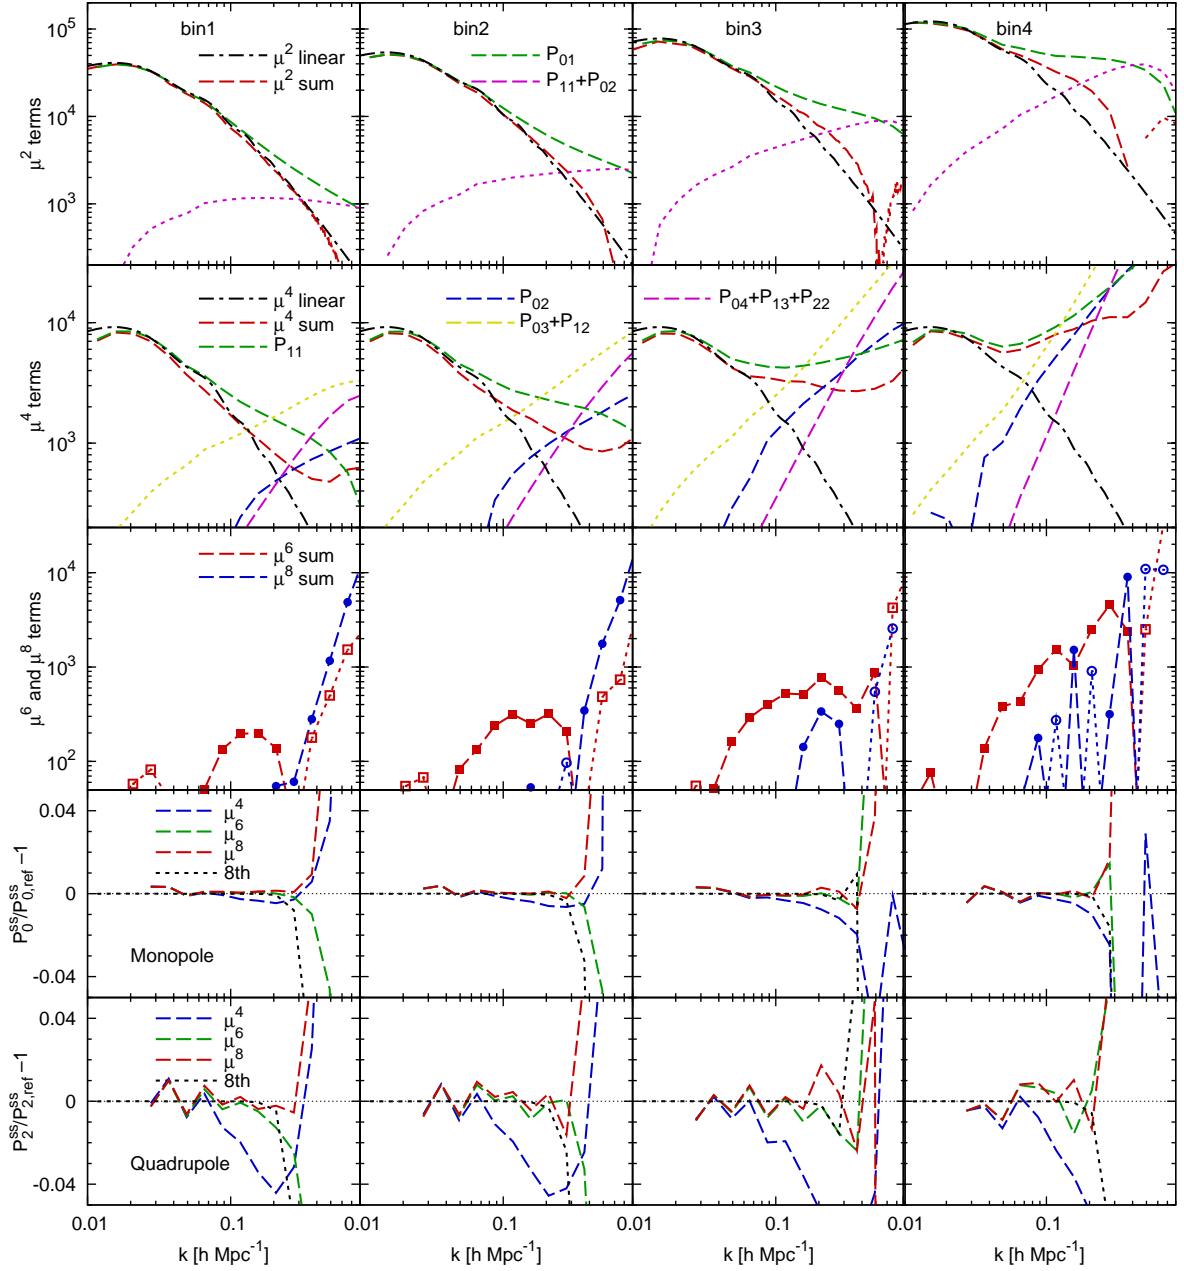 bin1 bin2 bin3 bin4
μ² linear
μ² sum
P₀₁
P₁₁+P₀₂
μ² terms
10⁵
10⁴
10³
μ⁴ linear
μ⁴ sum
P₁₁
P₀₂
P₀₃+P₁₂
P₀₄+P₁₃+P₂₂
μ⁴ terms
10⁴
10³
μ⁶ sum
μ⁸ sum
μ⁶ and μ⁸ terms
10⁴
10³
10²
μ⁴
μ⁶
μ⁸
8th
P₀ˢˢ/P₀,ref ˢˢ−1
0.04
0
-0.04
Monopole
μ⁴
μ⁶
μ⁸
8th
P₂ˢˢ/P₂,ref ˢˢ−1
0.04
0
-0.04
Quadrupole
0.01 0.1 0.01 0.1 0.01 0.1 0.01 0.1
k [h Mpc⁻¹] k [h Mpc⁻¹] k [h Mpc⁻¹] k [h Mpc⁻¹]